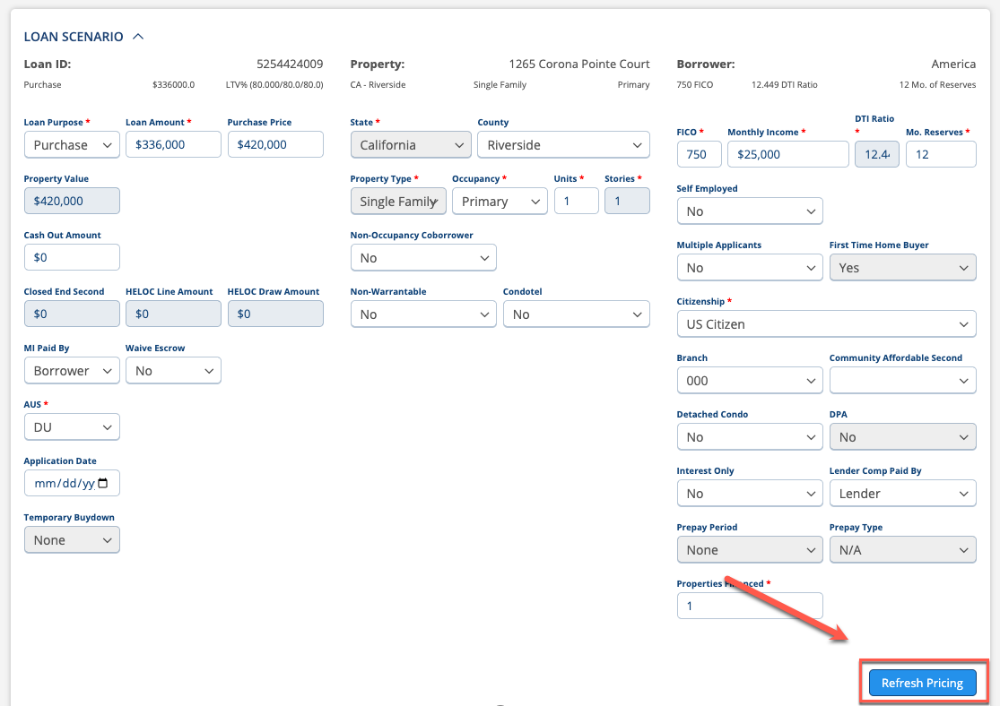 LOAN SCENARIO
Loan ID: 5254424009
Purchase $336000.0 LTV% (80.000/80.0/80.0)
Loan Purpose * Loan Amount * Purchase Price
Purchase $336,000 $420,000
Property Value
$420,000
Cash Out Amount
$0
Closed End Second HELOC Line Amount HELOC Draw Amount
$0 $0 $0
MI Paid By Waive Escrow
Borrower No
AUS *
DU
Application Date
mm/dd/yy
Temporary Buydown
None
Property: 1265 Corona Pointe Court
CA - Riverside Single Family Primary
State * County
California Riverside
Property Type * Occupancy * Units * Stories *
Single Family Primary 1 1
Non-Occupancy Coborrower
No
Non-Warrantable Condotel
No No
Borrower: America
750 FICO 12.449 DTI Ratio 12 Mo. of Reserves
FICO * Monthly Income * DTI Ratio * Mo. Reserves *
750 $25,000 12.4 12
Self Employed
No
Multiple Applicants First Time Home Buyer
No Yes
Citizenship *
US Citizen
Branch Community Affordable Second
000
Detached Condo DPA
No No
Interest Only Lender Comp Paid By
No Lender
Prepay Period Prepay Type
None N/A
Properties Financed *
1
Refresh Pricing